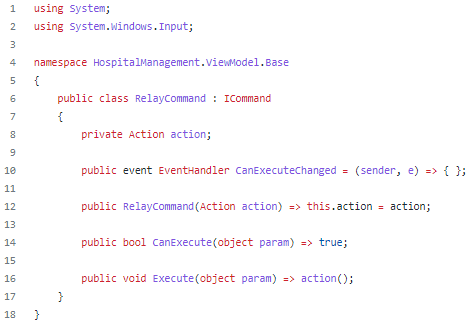 1 using System;
2 using System.Windows.Input;
3
4 namespace HospitalManagement.ViewModel.Base
5 {
6     public class RelayCommand : ICommand
7     {
8         private Action action;
9
10         public event EventHandler CanExecuteChanged = (sender, e) => { };
11
12         public RelayCommand(Action action) => this.action = action;
13
14         public bool CanExecute(object param) => true;
15
16         public void Execute(object param) => action();
17     }
18 }